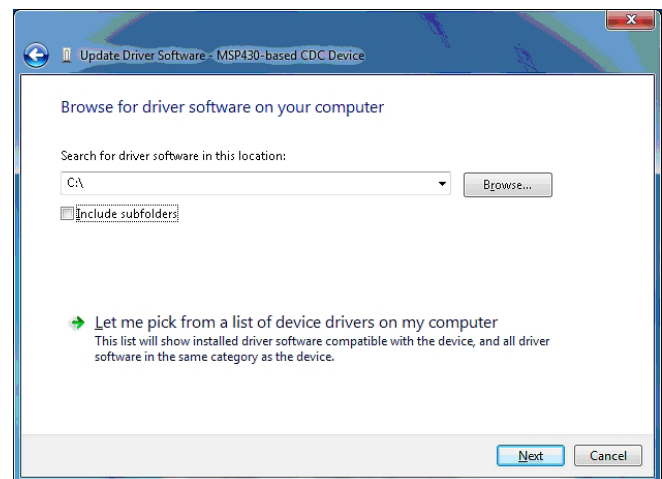 Update Driver Software - MSP430-based CDC Device
Browse for driver software on your computer
Search for driver software in this location:
C:\
Browse...
Include subfolders
Let me pick from a list of device drivers on my computer
This list will show installed driver software compatible with the device, and all driver
software in the same category as the device.
Next
Cancel